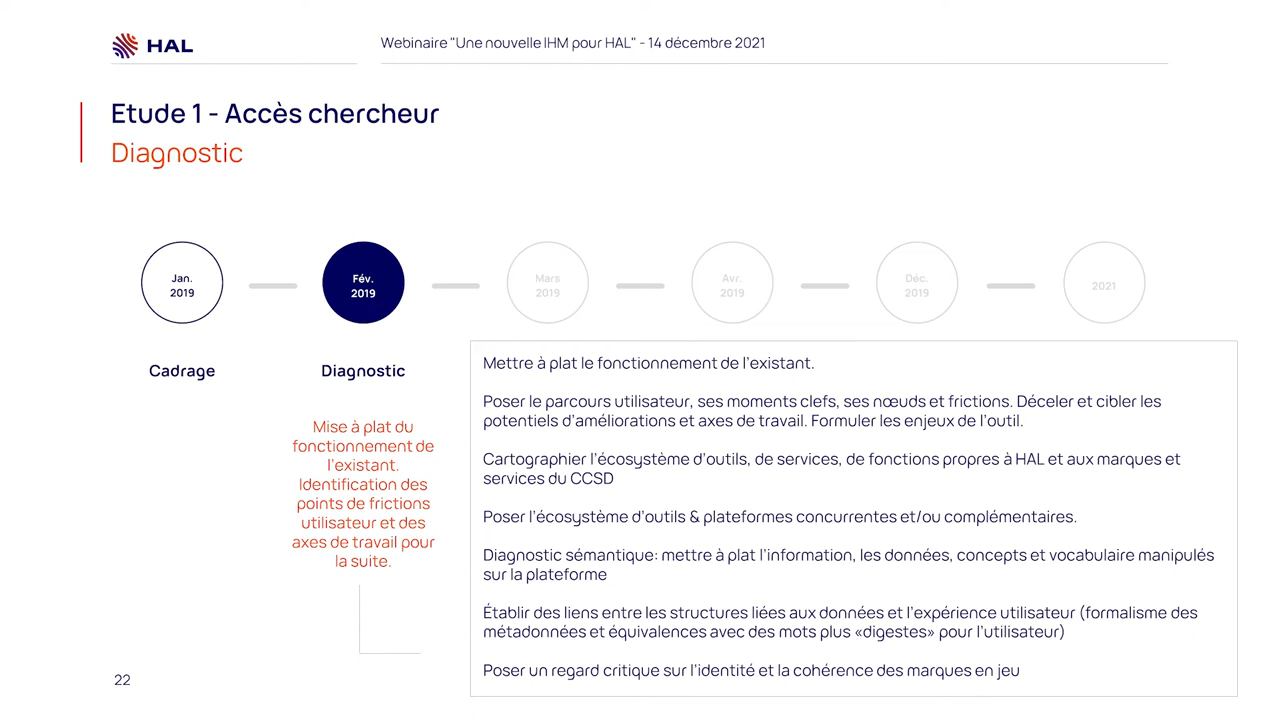 HAL
Webinaire "Une nouvelle IHM pour HAL" - 14 décembre 2021
Etude 1 - Accès chercheur
Diagnostic
Jan.
2019
Fév.
2019
Mars
2019
Avr.
2019
Déc.
2019
2021
Cadrage
Diagnostic
Mise à plat du
fonctionnement de
l'existant.
Identification des
points de frictions
utilisateur et des
axes de travail pour
la suite.
Mettre à plat le fonctionnement de l'existant.
Poser le parcours utilisateur, ses moments clefs, ses nœuds et frictions. Déceler et cibler les
potentiels d'améliorations et axes de travail. Formuler les enjeux de l'outil.
Cartographier l'écosystème d'outils, de services, de fonctions propres à HAL et aux marques et
services du CCSD
Poser l'écosystème d'outils & plateformes concurrentes et/ou complémentaires.
Diagnostic sémantique: mettre à plat l'information, les données, concepts et vocabulaire manipulés
sur la plateforme
Établir des liens entre les structures liées aux données et l'expérience utilisateur (formalisme des
métadonnées et équivalences avec des mots plus «digestes» pour l'utilisateur)
Poser un regard critique sur l'identité et la cohérence des marques en jeu
22